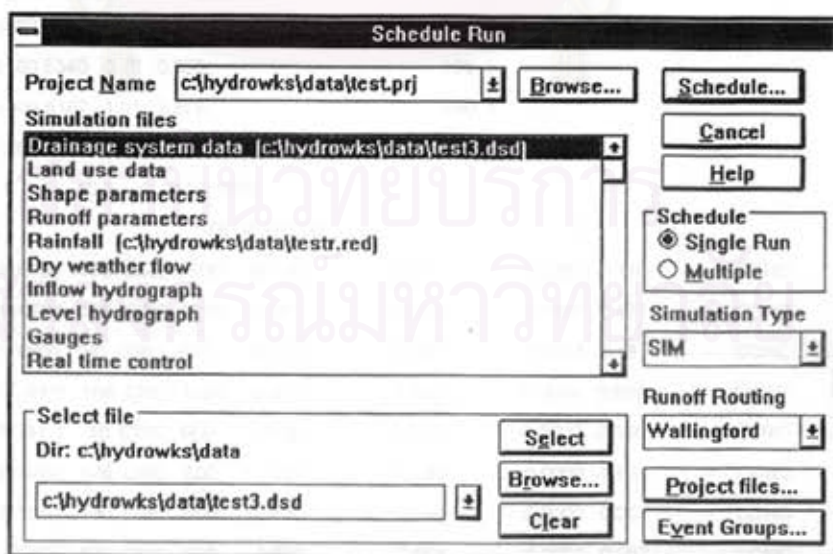 Schedule Run
Project Name c:\hydrowks\data\test.prj Browse... Schedule...
Simulation files
Drainage system data [c:\hydrowks\data\test3.dsd]
Land use data
Shape parameters
Runoff parameters
Rainfall [c:\hydrowks\data\testr.red]
Dry weather flow
Inflow hydrograph
Level hydrograph
Gauges
Real time control
Cancel
Help
Schedule
Single Run
Multiple
Simulation Type
SIM
Runoff Routing
Wallingford
Project files...
Event Groups...
Select file
Dir: c:\hydrowks\data
c:\hydrowks\data\test3.dsd
Select
Browse...
Clear